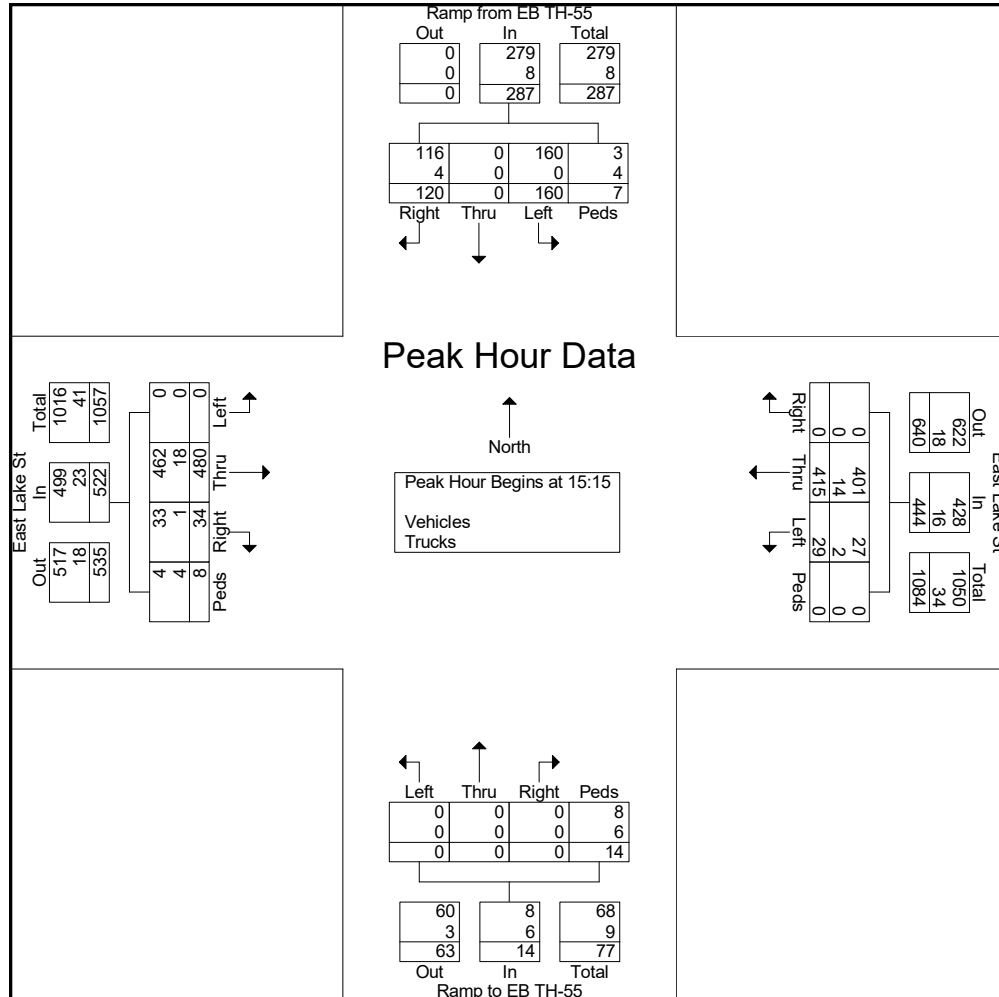 Ramp from EB TH-55
Out In Total
0 279 279
0 8 8
0 287 287
116 0 160 3
4 0 0 4
120 0 160 7
Right Thru Left Peds
Peak Hour Data
North
Peak Hour Begins at 15:15
Vehicles
Trucks
East Lake St
Total In Out
1016 499 517
41 23 18
1057 522 535
0 462 33 4
0 18 1 4
0 480 34 8
Left Thru Right Peds
East Lake St
Out In Total
622 428 1050
18 16 34
640 444 1084
0 401 27 0
0 14 2 0
0 415 29 0
Right Thru Left Peds
Left Thru Right Peds
0 0 0 8
0 0 0 6
0 0 0 14
60 8 68
3 6 9
63 14 77
Out In Total
Ramp to EB TH-55